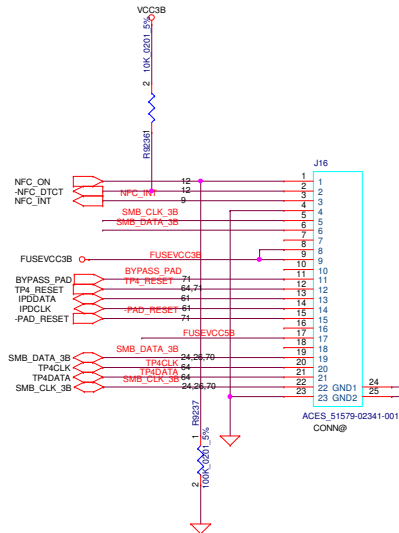 VCC3B
10K_0201_5%
2
1
R9236
J16
NFC_ON 12 1 1
-NFC_DTCT 12 2 2
NFC_INT NFC_INT 9 3 3
4 4
SMB_CLK_3B 5 5
SMB_DATA_3B 6 6
7 7
8 8
FUSEVCC3B FUSEVCC3B 9 9
10 10
BYPASS_PAD BYPASS_PAD 71 11 11
TP4_RESET TP4_RESET 64,71 12 12
IPDDATA 61 13 13
IPDCLK 61 14 14
-PAD_RESET -PAD_RESET 71 15 15
16 16
FUSEVCC5B 17 17
18 18
SMB_DATA_3B SMB_DATA_3B 24,26,70 19 19
TP4CLK TP4CLK 64 20 20
TP4DATA TP4DATA 64 21 21
SMB_CLK_3B SMB_CLK_3B 24,26,70 22 22 GND1 24
23 23 GND2 25
ACES_51579-02341-001
CONN@
R9237
1
100K_0201_5%
2